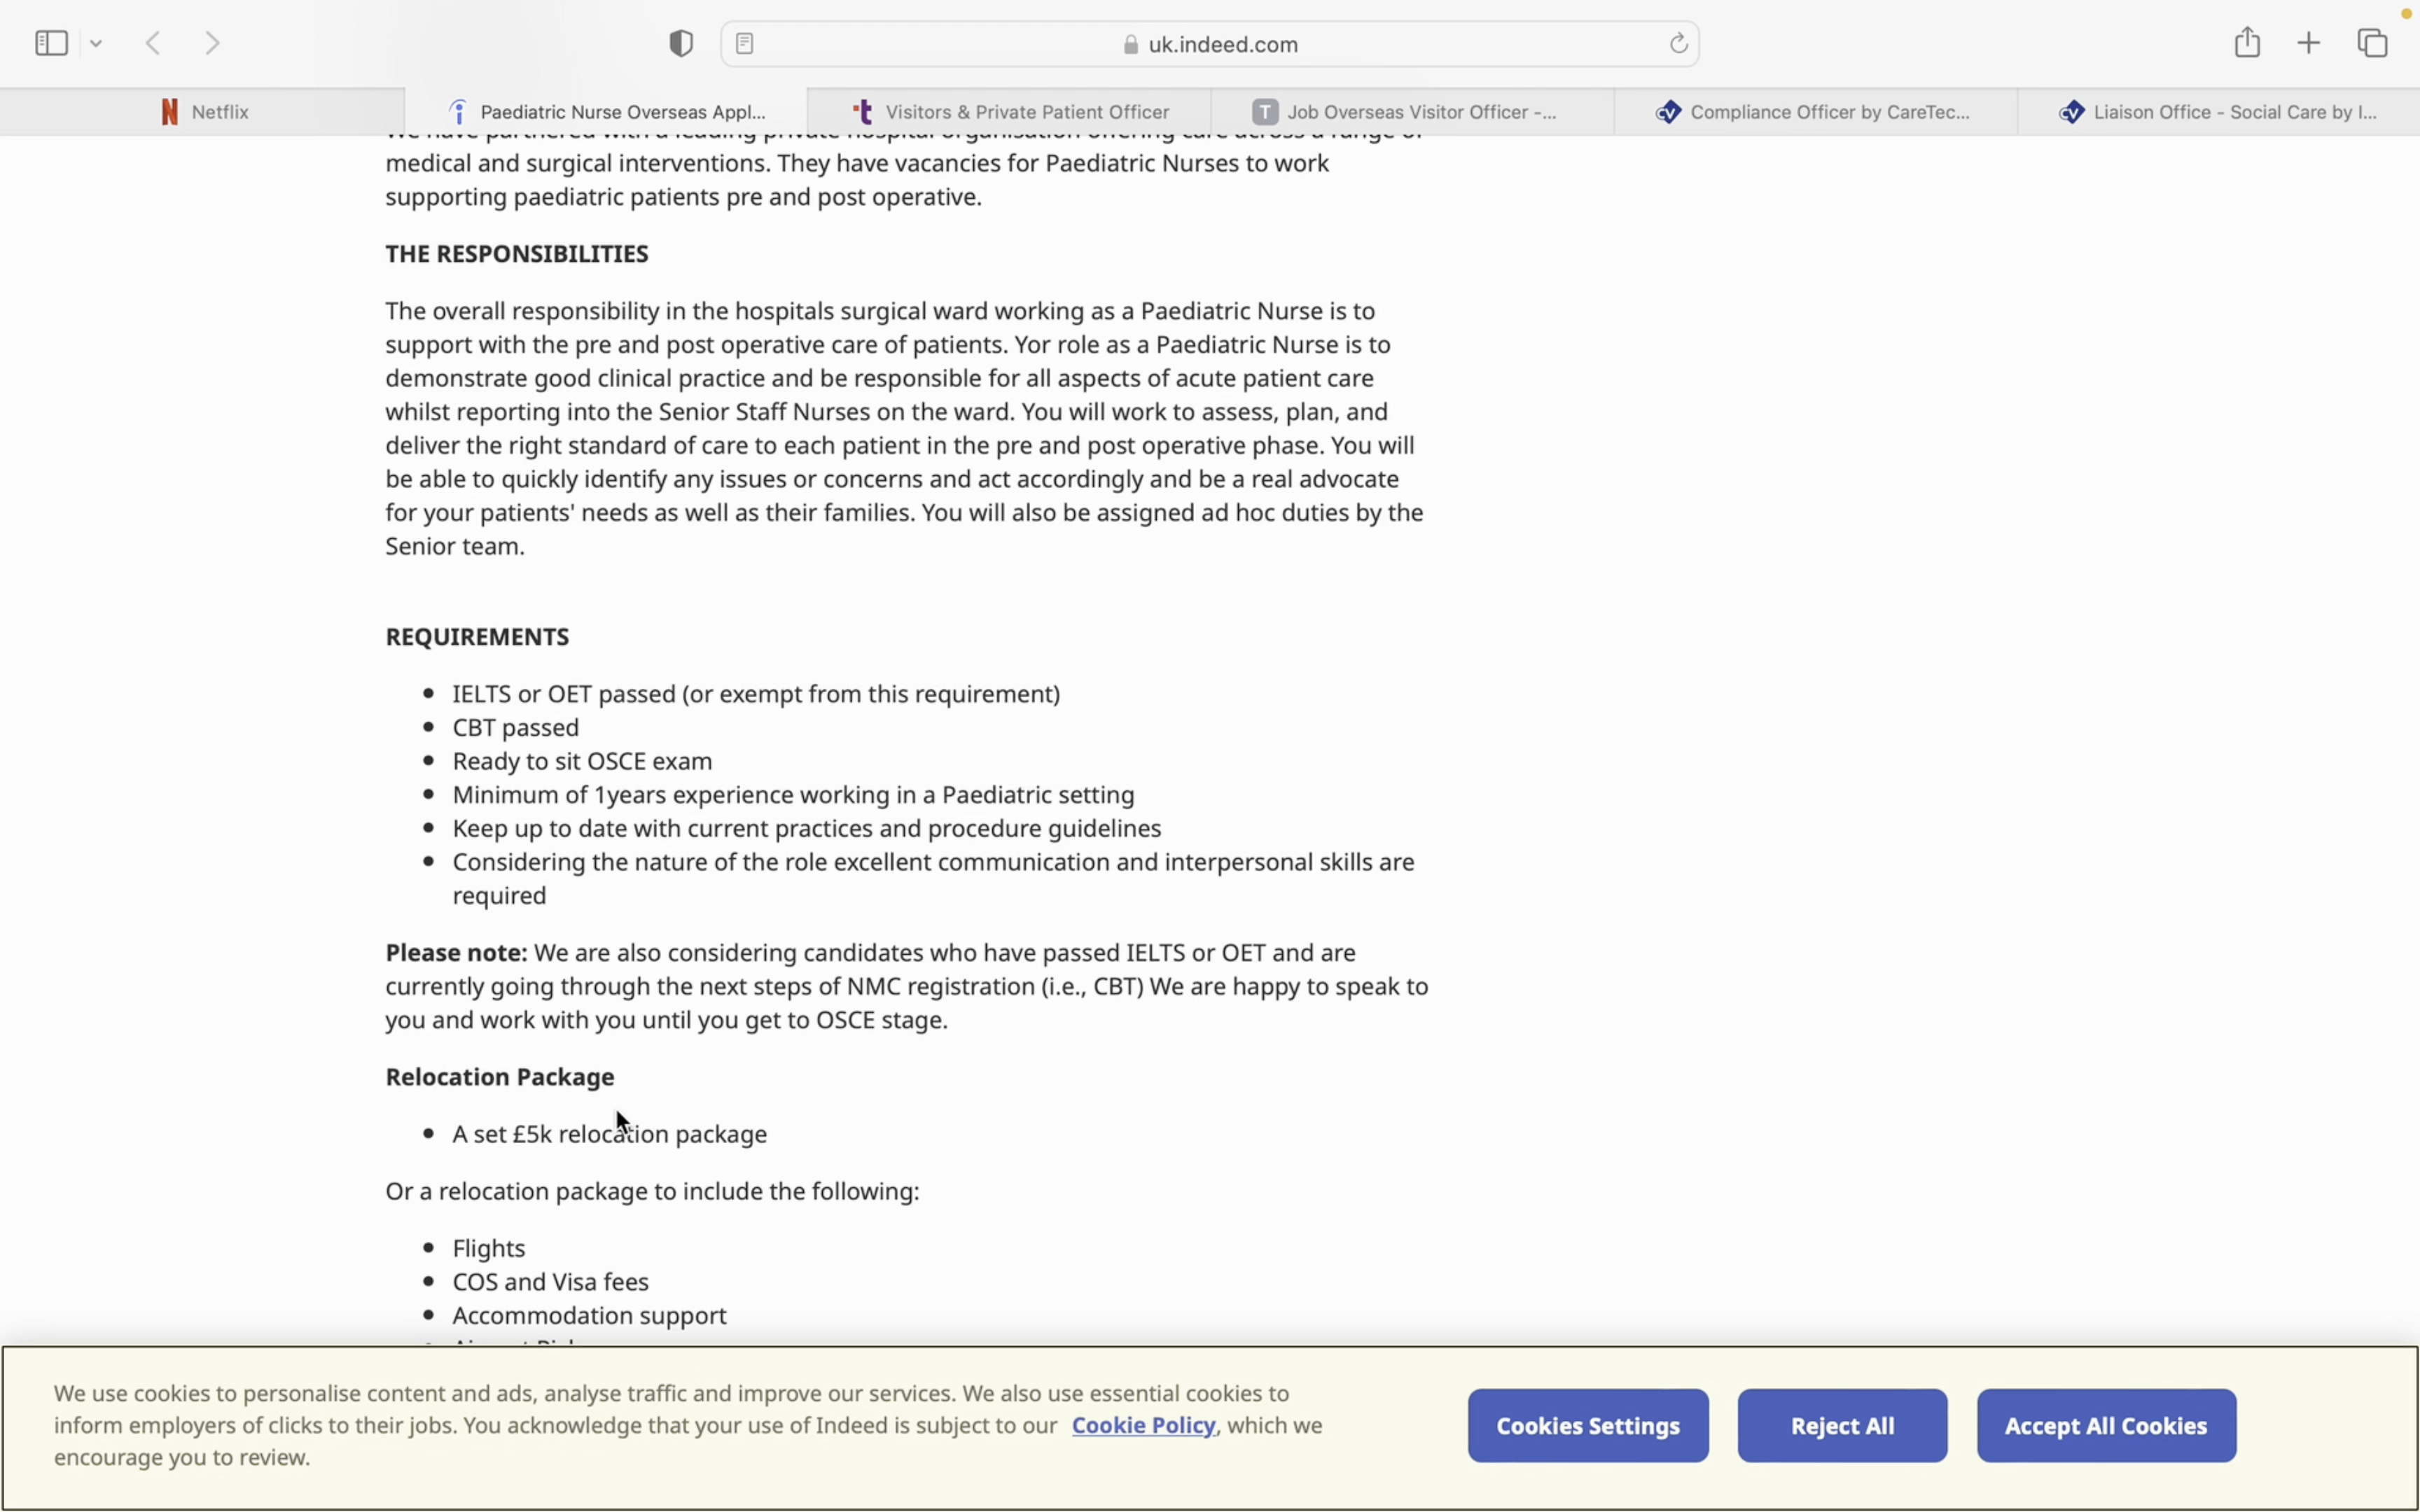 uk.indeed.com
Netflix
Paediatric Nurse Overseas Appl...
Visitors & Private Patient Officer
T Job Overseas Visitor Officer -...
Compliance Officer by CareTec...
Liaison Office - Social Care by I...
We have partnered with a leading private hospital organisation offering care across a range of
medical and surgical interventions. They have vacancies for Paediatric Nurses to work
supporting paediatric patients pre and post operative.
THE RESPONSIBILITIES
The overall responsibility in the hospitals surgical ward working as a Paediatric Nurse is to
support with the pre and post operative care of patients. Yor role as a Paediatric Nurse is to
demonstrate good clinical practice and be responsible for all aspects of acute patient care
whilst reporting into the Senior Staff Nurses on the ward. You will work to assess, plan, and
deliver the right standard of care to each patient in the pre and post operative phase. You will
be able to quickly identify any issues or concerns and act accordingly and be a real advocate
for your patients' needs as well as their families. You will also be assigned ad hoc duties by the
Senior team.
REQUIREMENTS
IELTS or OET passed (or exempt from this requirement)
CBT passed
Ready to sit OSCE exam
Minimum of 1years experience working in a Paediatric setting
Keep up to date with current practices and procedure guidelines
Considering the nature of the role excellent communication and interpersonal skills are
required
Please note: We are also considering candidates who have passed IELTS or OET and are
currently going through the next steps of NMC registration (i.e., CBT) We are happy to speak to
you and work with you until you get to OSCE stage.
Relocation Package
A set £5k relocation package
Or a relocation package to include the following:
Flights
COS and Visa fees
Accommodation support
We use cookies to personalise content and ads, analyse traffic and improve our services. We also use essential cookies to
inform employers of clicks to their jobs. You acknowledge that your use of Indeed is subject to our Cookie Policy, which we
encourage you to review.
Cookies Settings
Reject All
Accept All Cookies